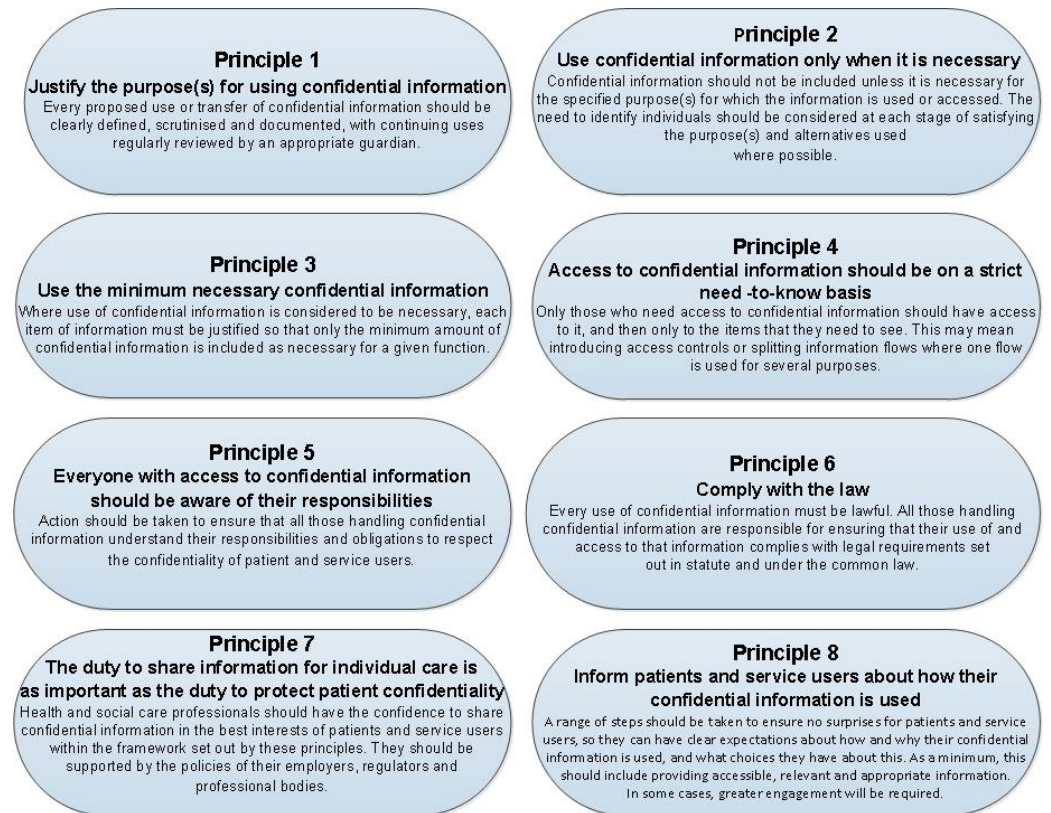 Principle 1
Justify the purpose(s) for using confidential information
Every proposed use or transfer of confidential information should be
clearly defined, scrutinised and documented, with continuing uses
regularly reviewed by an appropriate guardian.
Principle 2
Use confidential information only when it is necessary
Confidential information should not be included unless it is necessary for
the specified purpose(s) for which the information is used or accessed. The
need to identify individuals should be considered at each stage of satisfying
the purpose(s) and alternatives used
where possible.
Principle 3
Use the minimum necessary confidential information
Where use of confidential information is considered to be necessary, each
item of information must be justified so that only the minimum amount of
confidential information is included as necessary for a given function.
Principle 4
Access to confidential information should be on a strict
need -to-know basis
Only those who need access to confidential information should have access
to it, and then only to the items that they need to see. This may mean
introducing access controls or splitting information flows where one flow
is used for several purposes.
Principle 5
Everyone with access to confidential information
should be aware of their responsibilities
Action should be taken to ensure that all those handling confidential
information understand their responsibilities and obligations to respect
the confidentiality of patient and service users.
Principle 6
Comply with the law
Every use of confidential information must be lawful. All those handling
confidential information are responsible for ensuring that their use of and
access to that information complies with legal requirements set
out in statute and under the common law.
Principle 7
The duty to share information for individual care is
as important as the duty to protect patient confidentiality
Health and social care professionals should have the confidence to share
confidential information in the best interests of patients and service users
within the framework set out by these principles. They should be
supported by the policies of their employers, regulators and
professional bodies.
Principle 8
Inform patients and service users about how their
confidential information is used
A range of steps should be taken to ensure no surprises for patients and service
users, so they can have clear expectations about how and why their confidential
information is used, and what choices they have about this. As a minimum, this
should include providing accessible, relevant and appropriate information.
In some cases, greater engagement will be required.